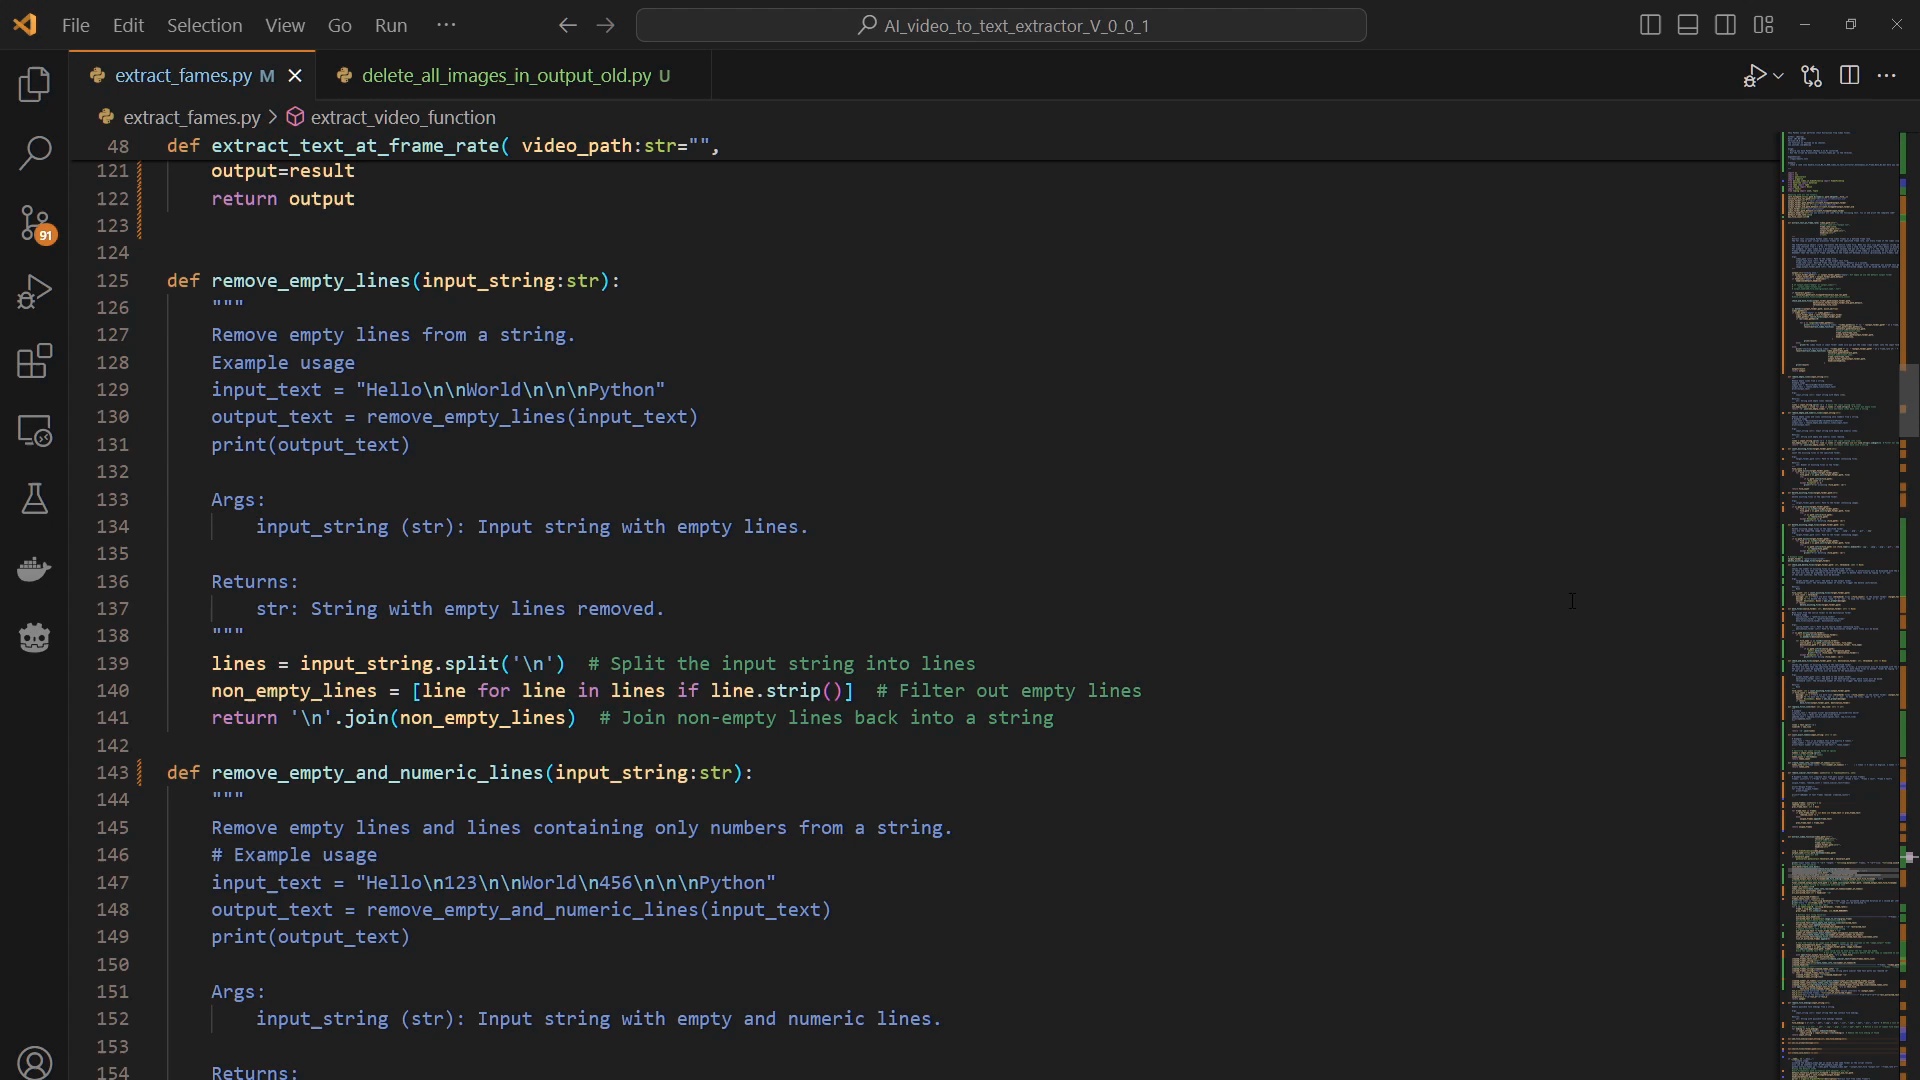 File Edit Selection View Go Run ···
AI_video_to_text_extractor_V_0_0_1
extract_fames.py M
delete_all_images_in_output_old.py U
extract_fames.py > extract_video_function
48 def extract_text_at_frame_rate( video_path:str="",
121 output=result
122 return output
123
124
125 def remove_empty_lines(input_string:str):
126 """
127 Remove empty lines from a string.
128 Example usage
129 input_text = "Hello\n\nWorld\n\n\nPython"
130 output_text = remove_empty_lines(input_text)
131 print(output_text)
132
133 Args:
134 input_string (str): Input string with empty lines.
135
136 Returns:
137 str: String with empty lines removed.
138 """
139 lines = input_string.split('\n') # Split the input string into lines
140 non_empty_lines = [line for line in lines if line.strip()] # Filter out empty lines
141 return '\n'.join(non_empty_lines) # Join non-empty lines back into a string
142
143 def remove_empty_and_numeric_lines(input_string:str):
144 """
145 Remove empty lines and lines containing only numbers from a string.
146 # Example usage
147 input_text = "Hello\n123\n\nWorld\n456\n\n\nPython"
148 output_text = remove_empty_and_numeric_lines(input_text)
149 print(output_text)
150
151 Args:
152 input_string (str): Input string with empty and numeric lines.
153
154 Returns:
91